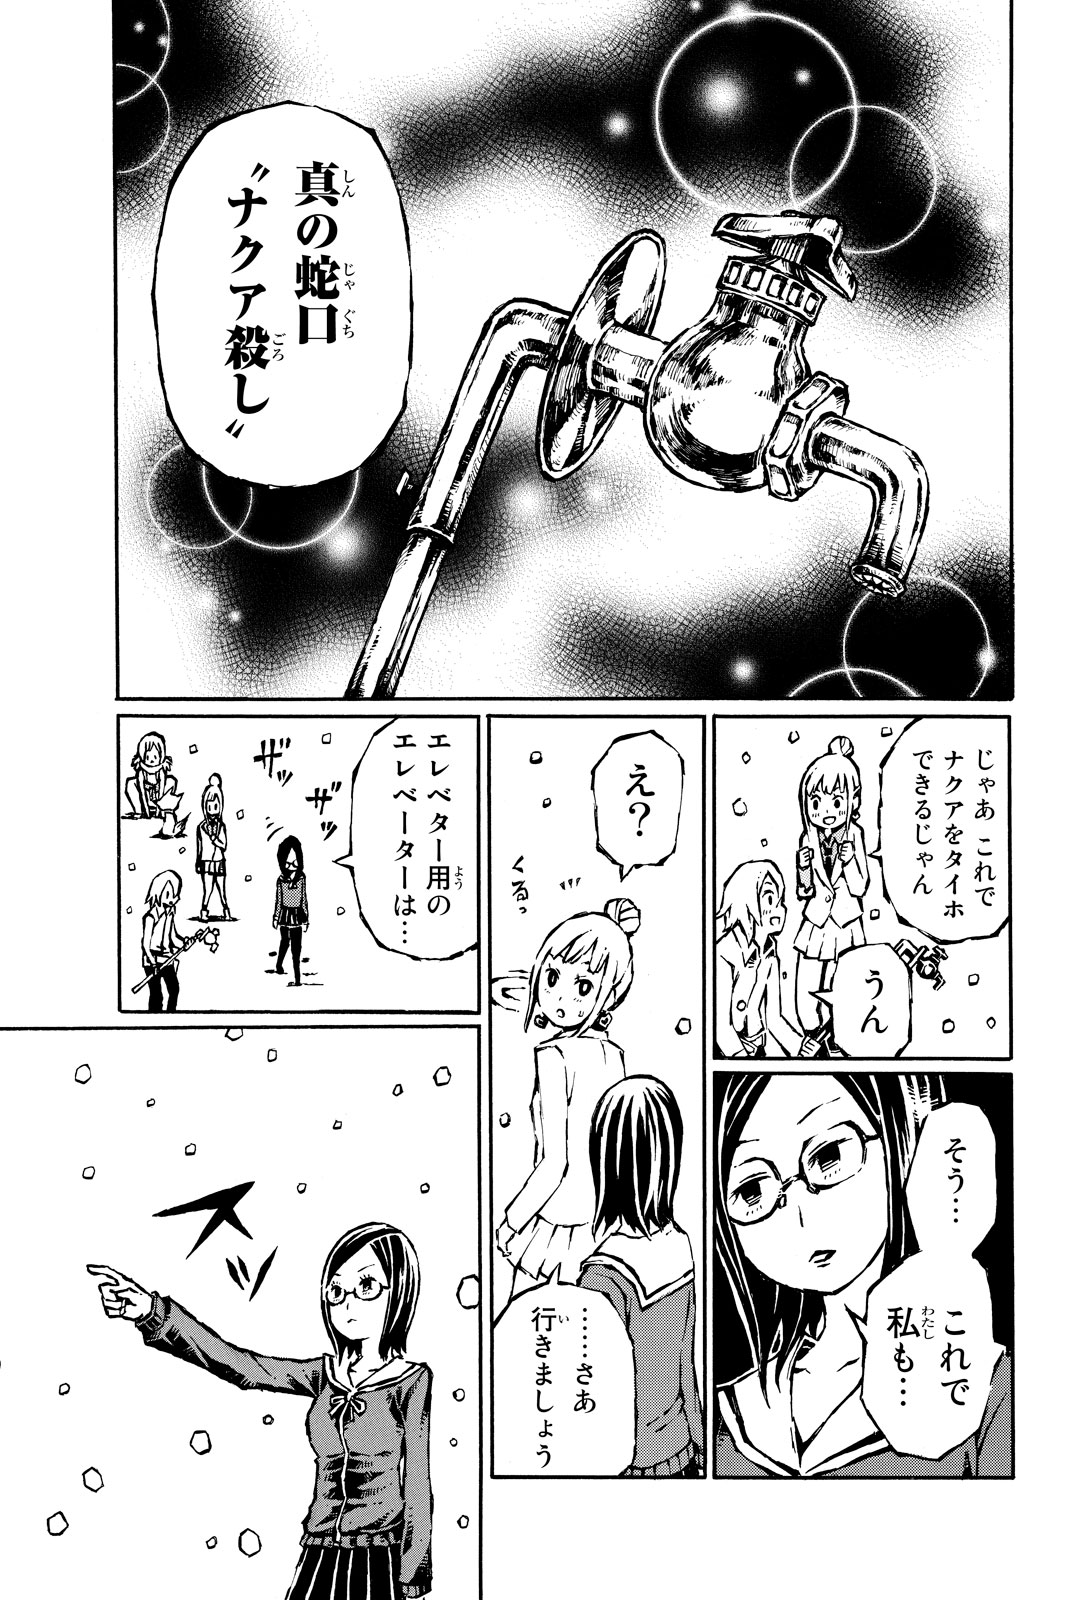 真の蛇口
〝ナクア殺し〟
じゃあ これで
ナクアをタイホ
できるじゃん
うん
そう…
これで
私も…
え?
くるっ
……さあ
行きましょう
エレベター用の
エレベーターは…
ザッ
ザッ
スッ